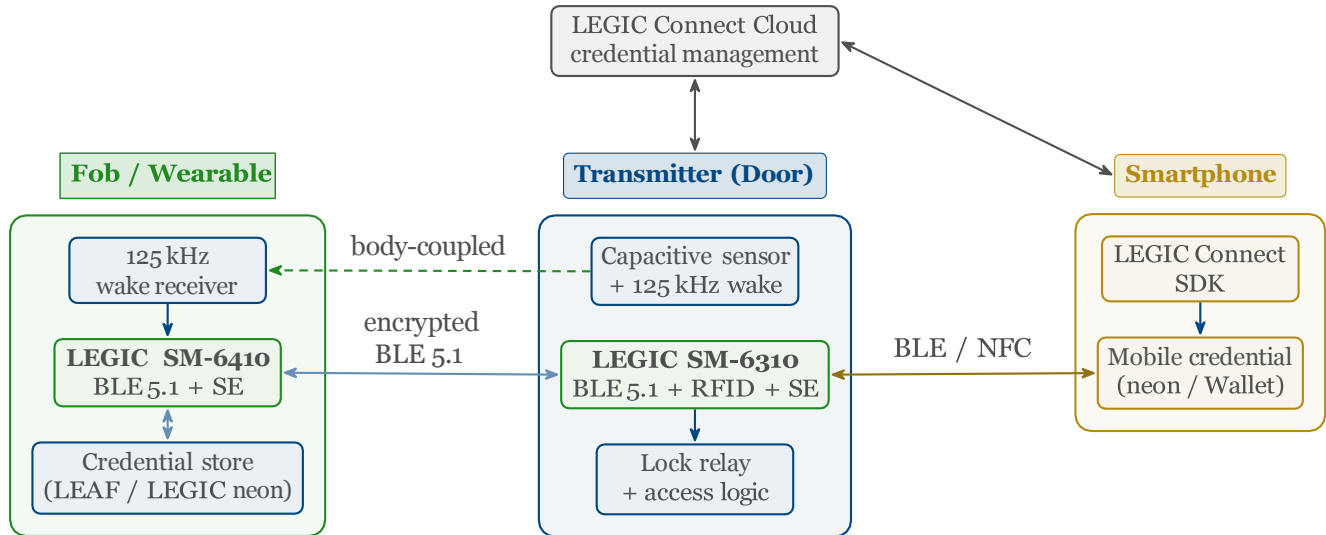 LEGIC Connect Cloud
credential management
Fob / Wearable
Transmitter (Door)
Smartphone
125 kHz
wake receiver
body-coupled
Capacitive sensor
+ 125 kHz wake
LEGIC Connect
SDK
encrypted
BLE 5.1
LEGIC SM-6410
BLE 5.1 + SE
LEGIC SM-6310
BLE 5.1 + RFID + SE
BLE / NFC
Mobile credential
(neon / Wallet)
Credential store
(LEAF / LEGIC neon)
Lock relay
+ access logic